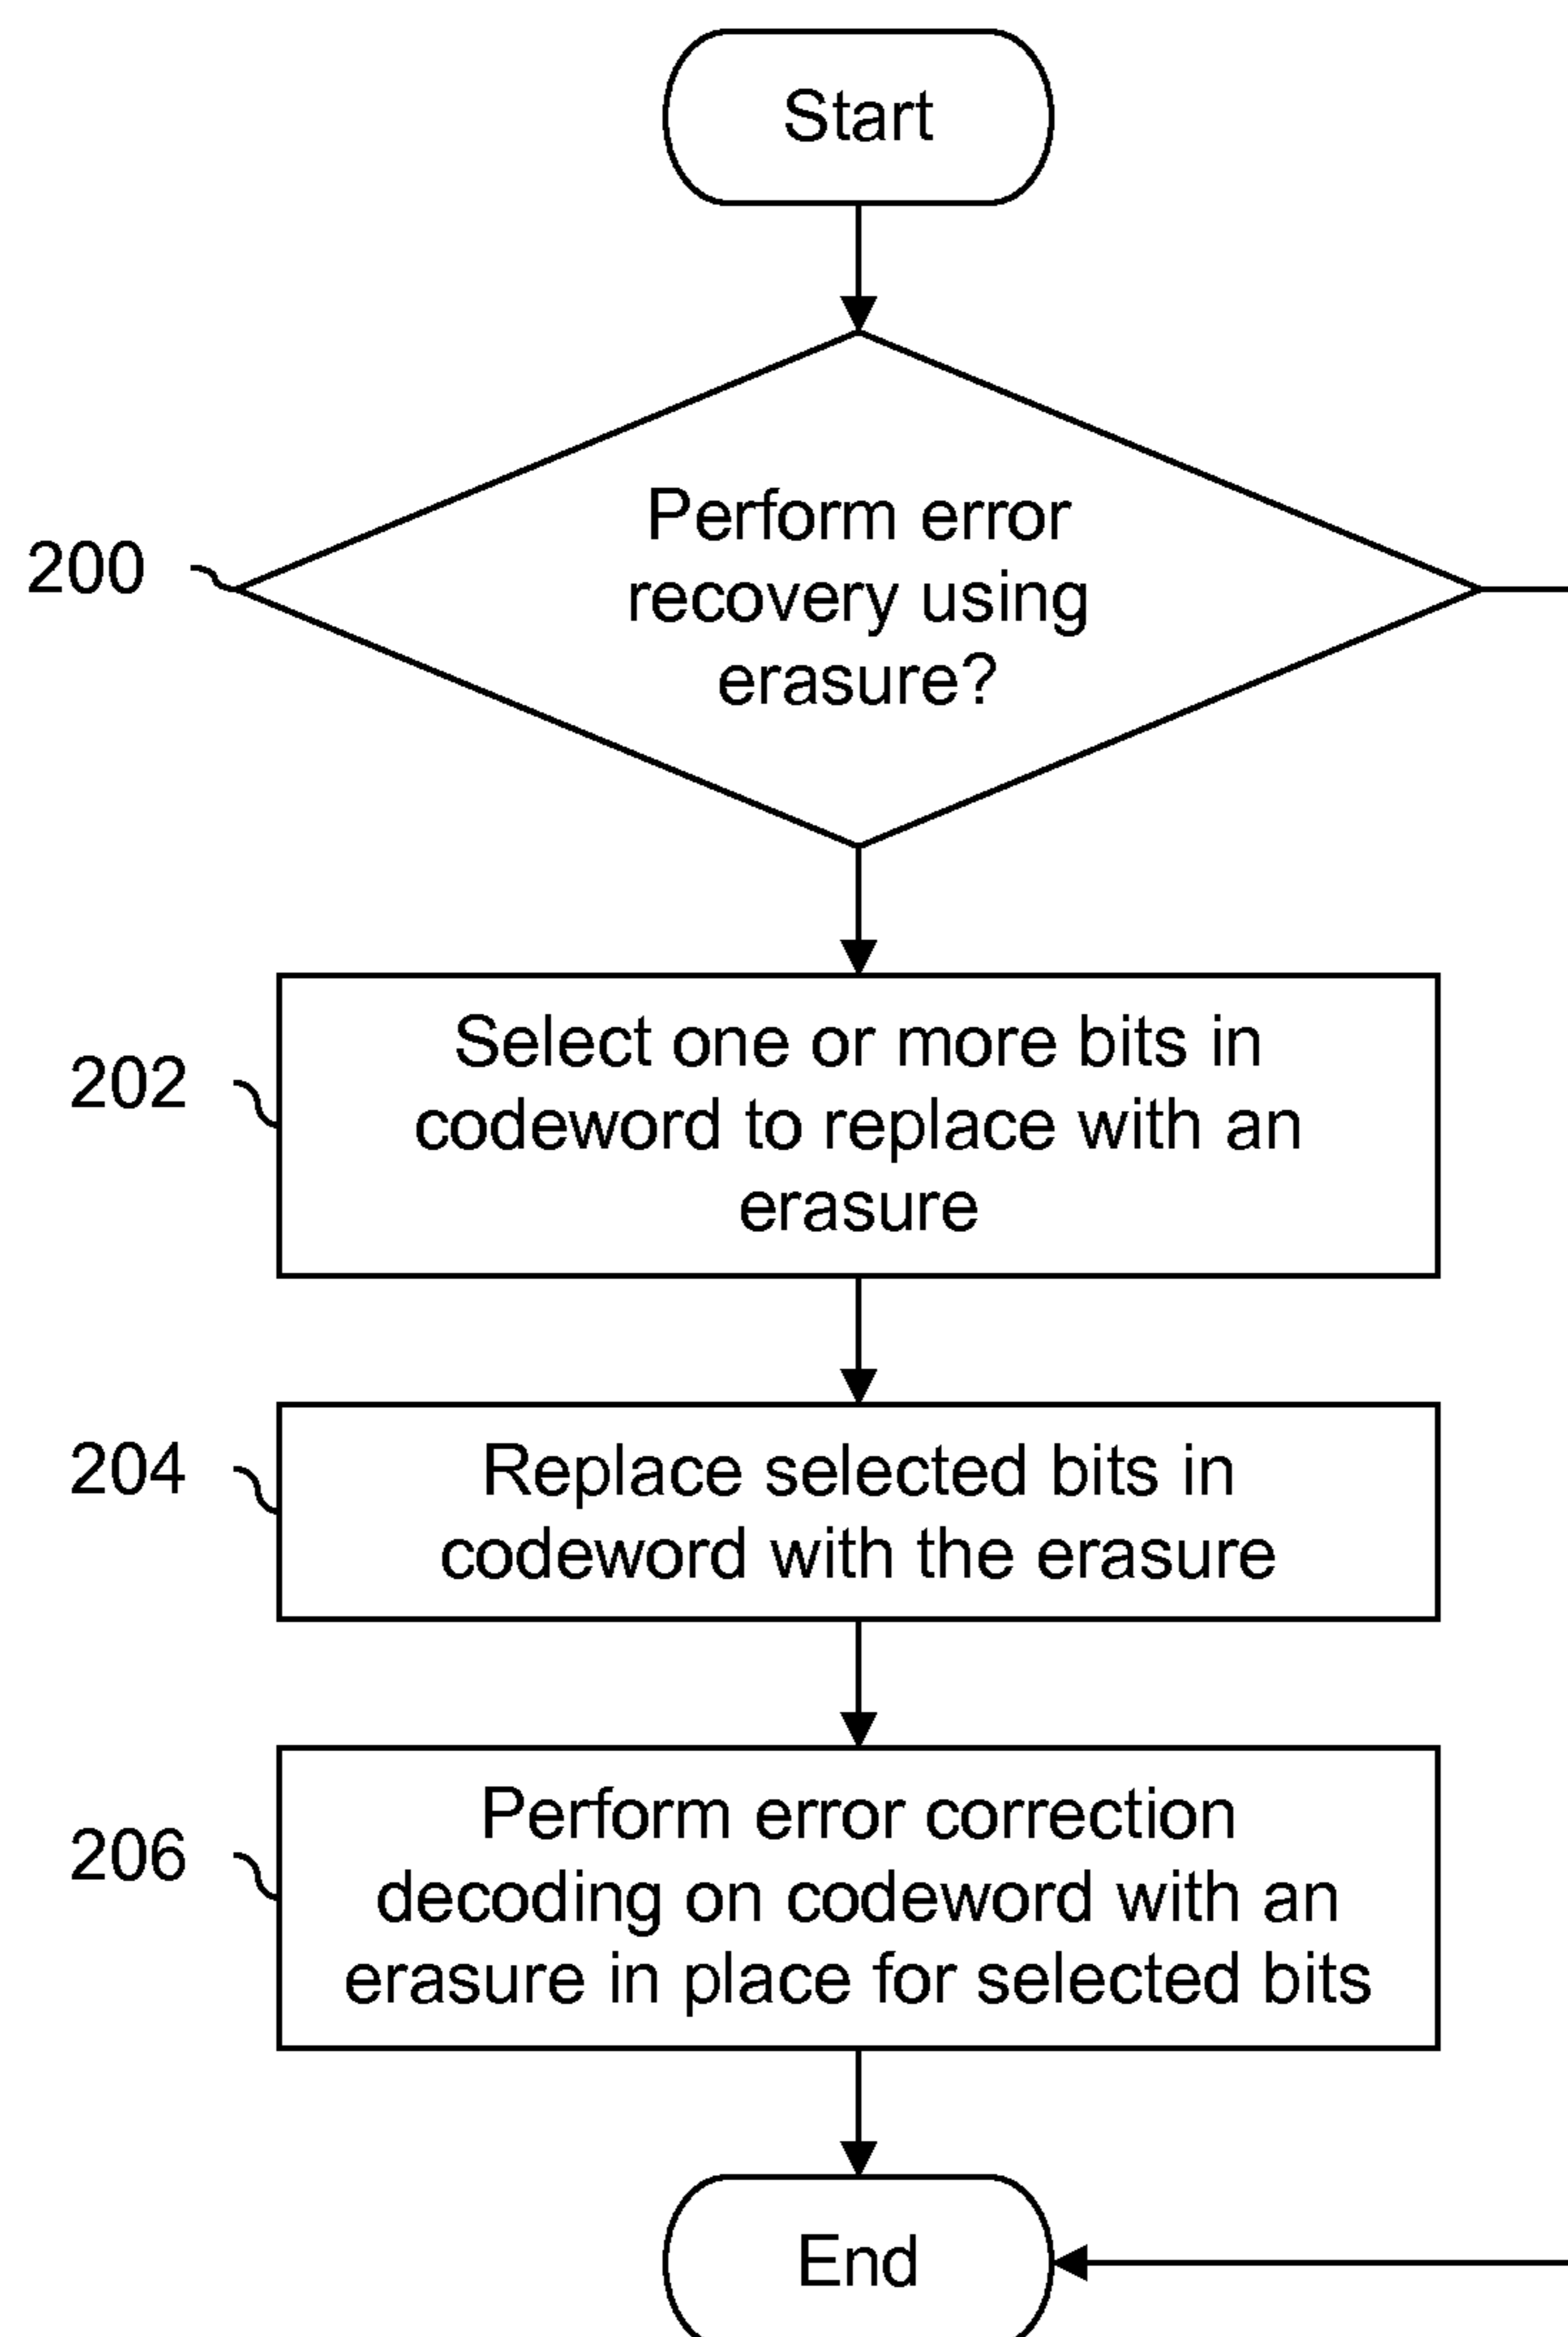 Start
Perform error
recovery using
erasure?
200
Select one or more bits in
codeword to replace with an
erasure
202
Replace selected bits in
codeword with the erasure
204
Perform error correction
decoding on codeword with an
erasure in place for selected bits
206
End